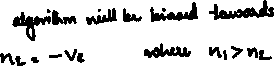 algorithm will be biased towards
n₂ = -ve where n₁ > n₂